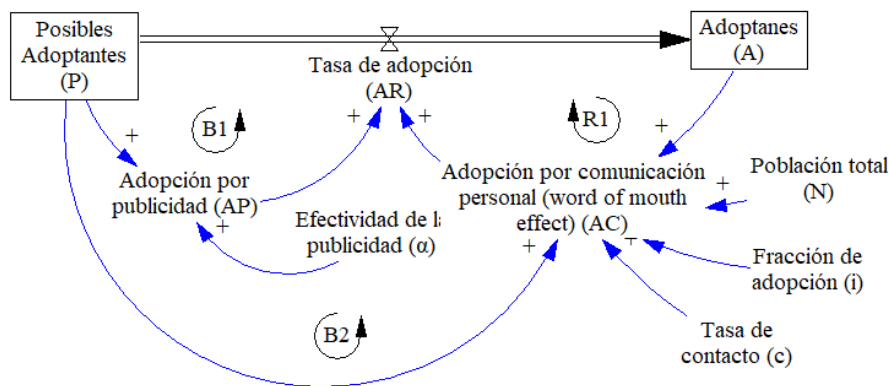 Posibles
Adoptantes
(P)
Adoptanes
(A)
Tasa de adopción
(AR)
B1
R1
+
+
+
+
Adopción por
publicidad (AP)
Adopción por comunicación
personal (word of mouth
effect) (AC)
Población total
(N)
+
+
Efectividad de la
publicidad (α)
+
+
Fracción de
adopción (i)
B2
Tasa de
contacto (c)